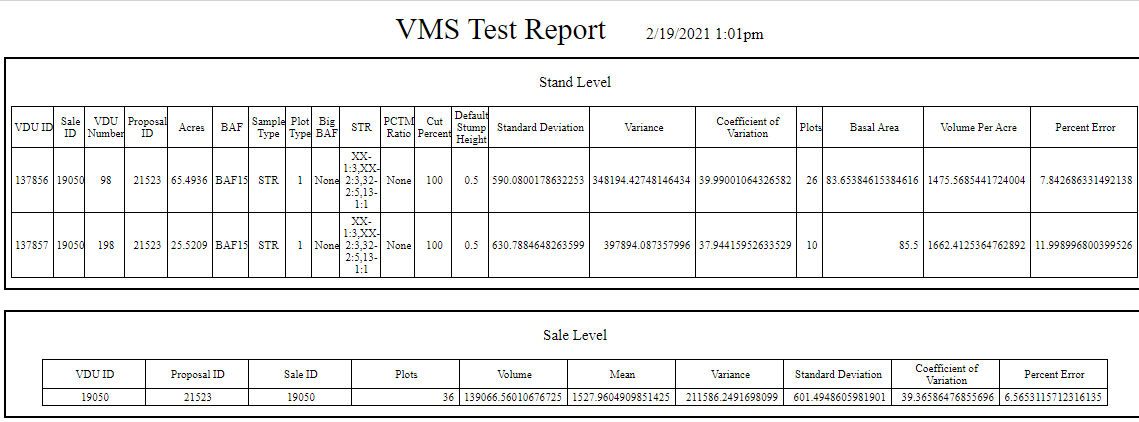 VMS Test Report 2/19/2021 1:01pm
Stand Level
VDU ID Sale ID VDU Number Proposal ID Acres BAF Sample Type Plot Type Big BAF STR PCTM Ratio Cut Percent Default Stump Height Standard Deviation Variance Coefficient of Variation Plots Basal Area Volume Per Acre Percent Error
137856 19050 98 21523 65.4936 BAF15 STR 1 None XX-1:3,XX-2:3,32-2:5,13-1:1 None 100 0.5 590.0800178632253 348194.42748146434 39.99001064326582 26 83.65384615384616 1475.5685441724004 7.842686331492138
137857 19050 198 21523 25.5209 BAF15 STR 1 None XX-1:3,XX-2:3,32-2:5,13-1:1 None 100 0.5 630.7884648263599 397894.087357996 37.94415952633529 10 85.5 1662.4125364762892 11.998996800399526
Sale Level
VDU ID Proposal ID Sale ID Plots Volume Mean Variance Standard Deviation Coefficient of Variation Percent Error
19050 21523 19050 36 139066.56010676725 1527.9604909851425 211586.2491698099 601.4948605981901 39.36586476855696 6.5653115712316135